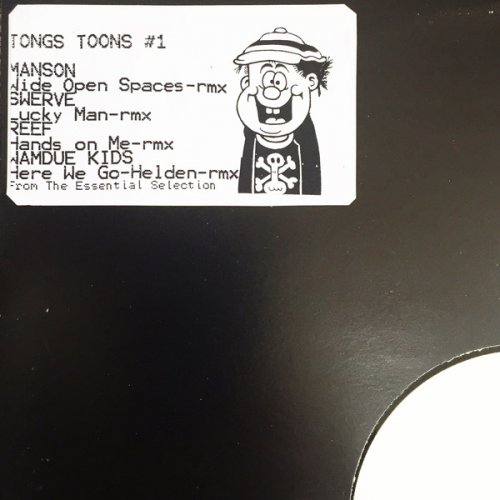 TONGS TOONS #1
MANSON
Wide Open Spaces-rmx
SWERVE
Lucky Man-rmx
REEF
Hands on Me-rmx
WAMDUE KIDS
Here We Go-Helden-rmx
From The Essential Selection